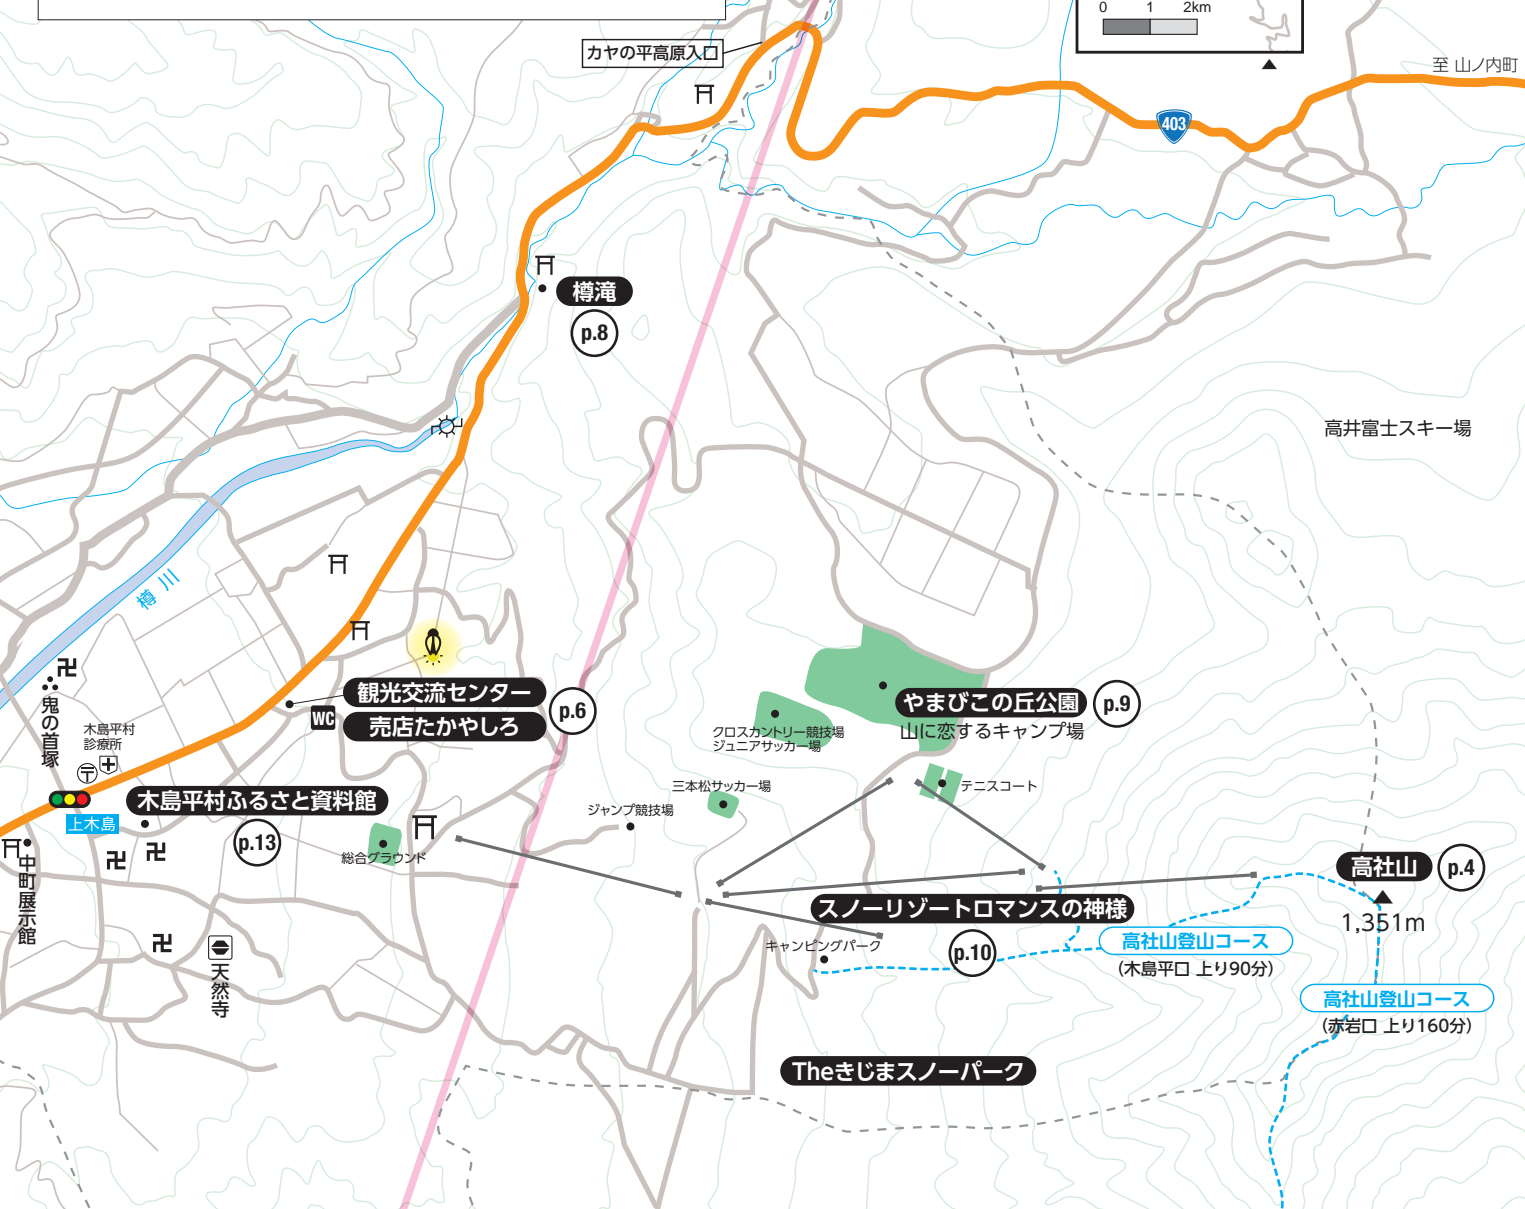 0 1 2km
カヤの平高原入口
至 山ノ内町
403
樽滝
p.8
高井富士スキー場
樽川
鬼の首塚
木島平村
診療所
観光交流センター
売店たかやしろ
WC
p.6
やまびこの丘公園
p.9
山に恋するキャンプ場
クロスカントリー競技場
ジュニアサッカー場
三本松サッカー場
テニスコート
ジャンプ競技場
木島平村ふるさと資料館
p.13
上木島
総合グラウンド
中町展示館
高社山
p.4
1,351m
スノーリゾートロマンスの神様
p.10
キャンピングパーク
高社山登山コース
(木島平口 上り90分)
天然寺
高社山登山コース
(赤岩口 上り160分)
Theきじまスノーパーク